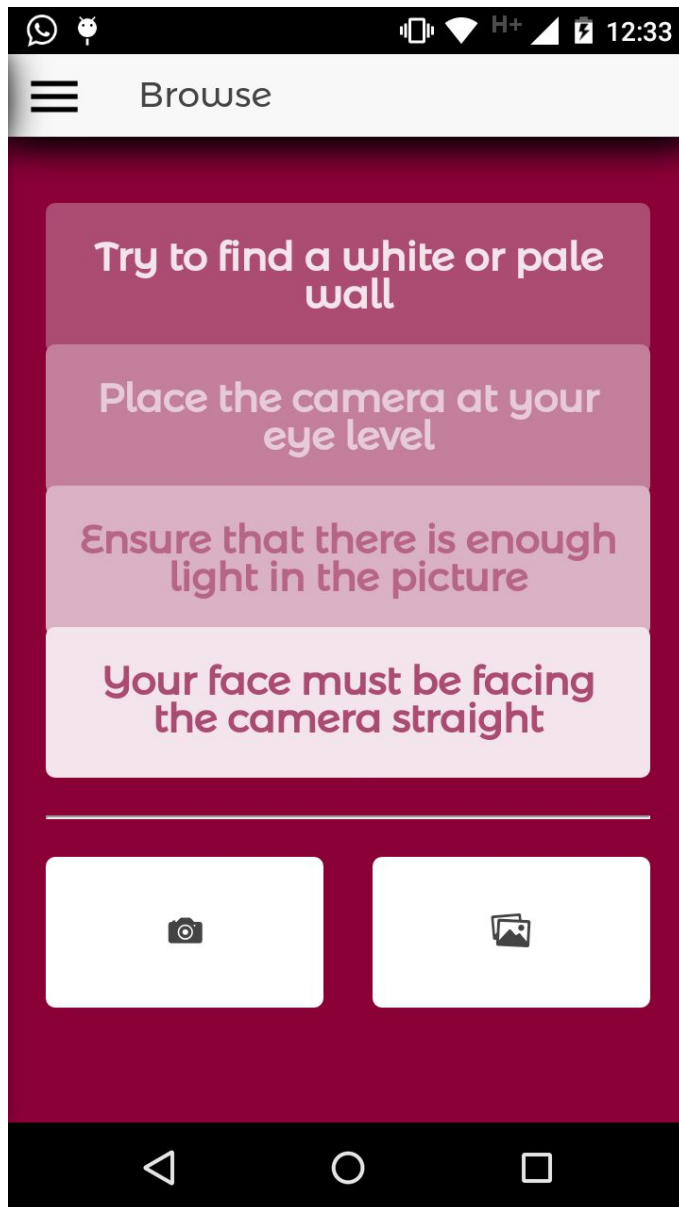 H+ 12:33
Browse
Try to find a white or pale
wall
Place the camera at your
eye level
Ensure that there is enough
light in the picture
Your face must be facing
the camera straight